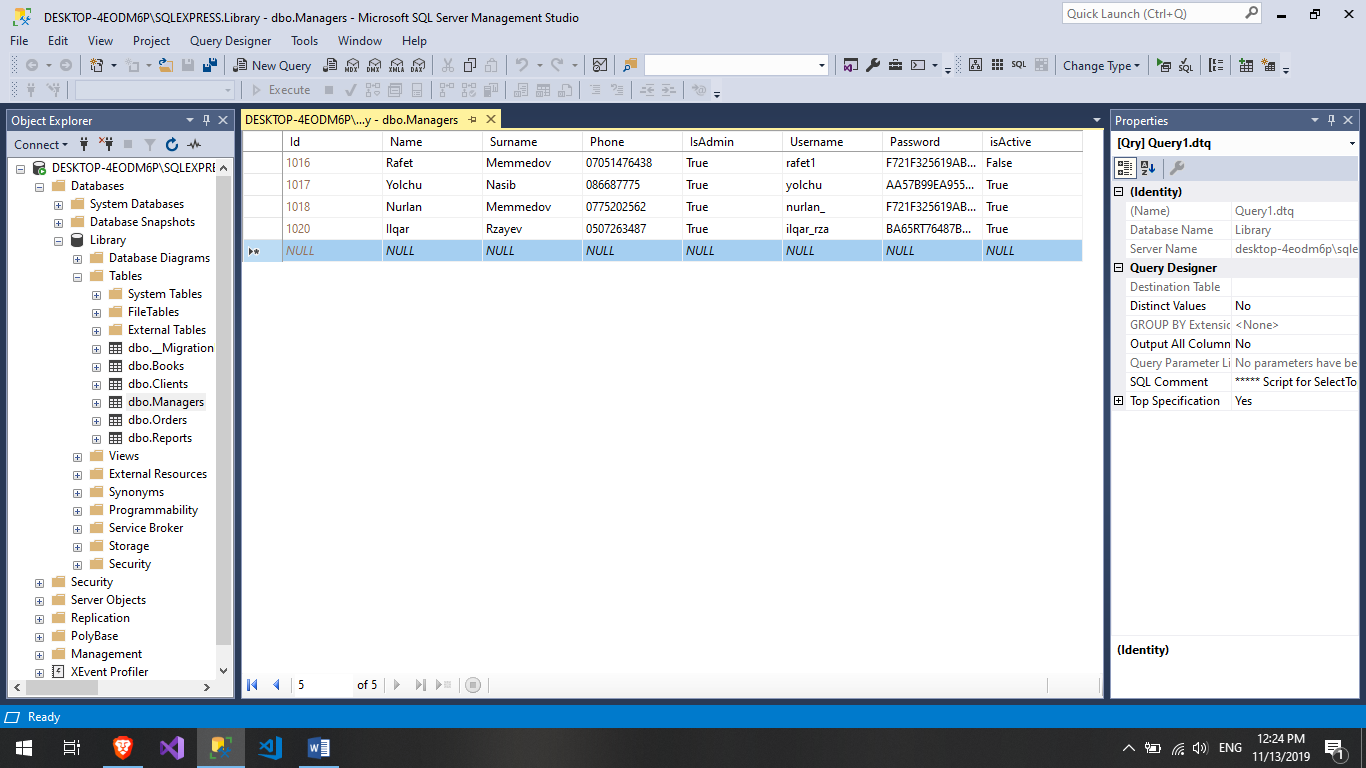 DESKTOP-4EODM6P\SQLEXPRESS.Library - dbo.Managers - Microsoft SQL Server Management Studio
Quick Launch (Ctrl+Q)
File Edit View Project Query Designer Tools Window Help
New Query MDX DMX XMLA DAX SQL Change Type
Execute
Object Explorer
Connect
DESKTOP-4EODM6P\SQLEXPRE
Databases
System Databases
Database Snapshots
Library
Database Diagrams
Tables
System Tables
FileTables
External Tables
dbo.__Migration
dbo.Books
dbo.Clients
dbo.Managers
dbo.Orders
dbo.Reports
Views
External Resources
Synonyms
Programmability
Service Broker
Storage
Security
Security
Server Objects
Replication
PolyBase
Management
XEvent Profiler
DESKTOP-4EODM6P\...y - dbo.Managers
Id Name Surname Phone IsAdmin Username Password isActive
1016 Rafet Memmedov 07051476438 True rafet1 F721F325619AB... False
1017 Yolchu Nasib 086687775 True yolchu AA57B99EA955... True
1018 Nurlan Memmedov 0775202562 True nurlan_ F721F325619AB... True
1020 Ilqar Rzayev 0507263487 True ilqar_rza BA65RT76487B... True
NULL NULL NULL NULL NULL NULL NULL NULL
5 of 5
Properties
[Qry] Query1.dtq
(Identity)
(Name) Query1.dtq
Database Name Library
Server Name desktop-4eodm6p\sqle
Query Designer
Destination Table
Distinct Values No
GROUP BY Extensic <None>
Output All Column No
Query Parameter Li No parameters have be
SQL Comment ***** Script for SelectTo
Top Specification Yes
(Identity)
Ready
ENG
12:24 PM
11/13/2019
1